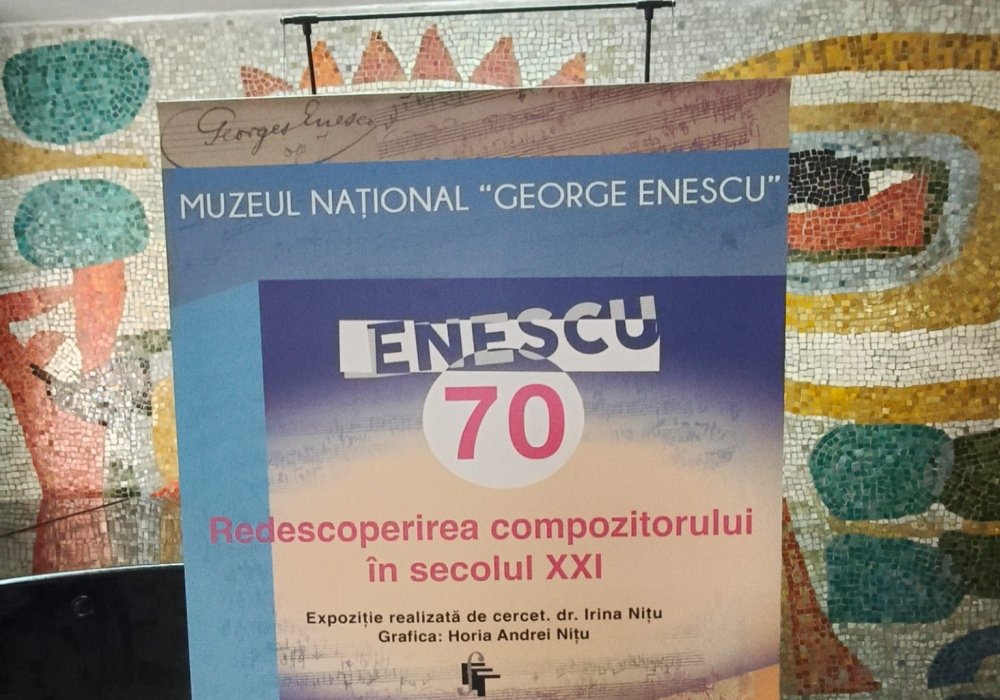 Georges Enesco
op
MUZEUL NAȚIONAL “GEORGE ENESCU”
ENESCU
70
Redescoperirea compozitorului
în secolul XXI
Expoziție realizată de cercet. dr. Irina Nițu
Grafica: Horia Andrei Nițu